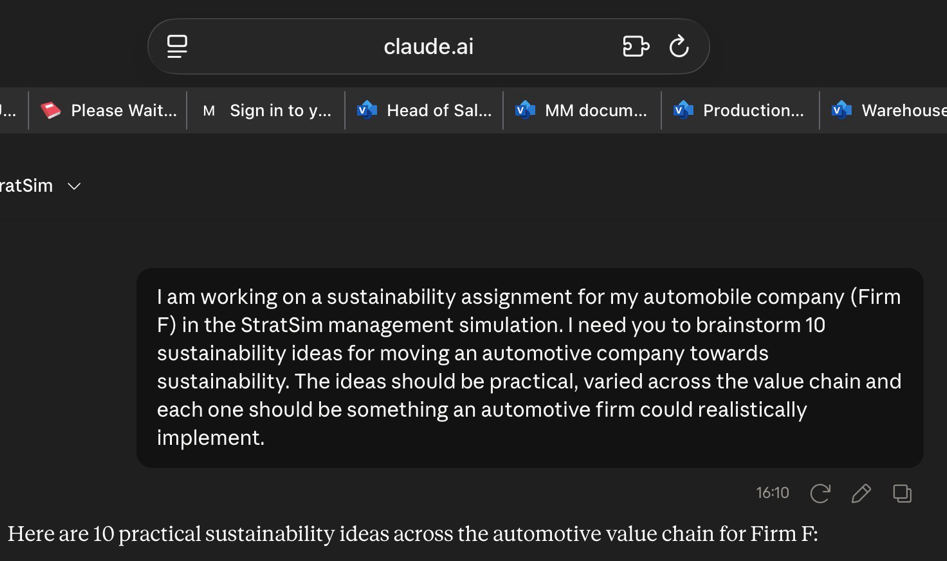 claude.ai
J... Please Wait... M Sign in to y... Head of Sal... MM docum... Production... Warehouse
ratSim
I am working on a sustainability assignment for my automobile company (Firm
F) in the StratSim management simulation. I need you to brainstorm 10
sustainability ideas for moving an automotive company towards
sustainability. The ideas should be practical, varied across the value chain and
each one should be something an automotive firm could realistically
implement.
16:10
Here are 10 practical sustainability ideas across the automotive value chain for Firm F: